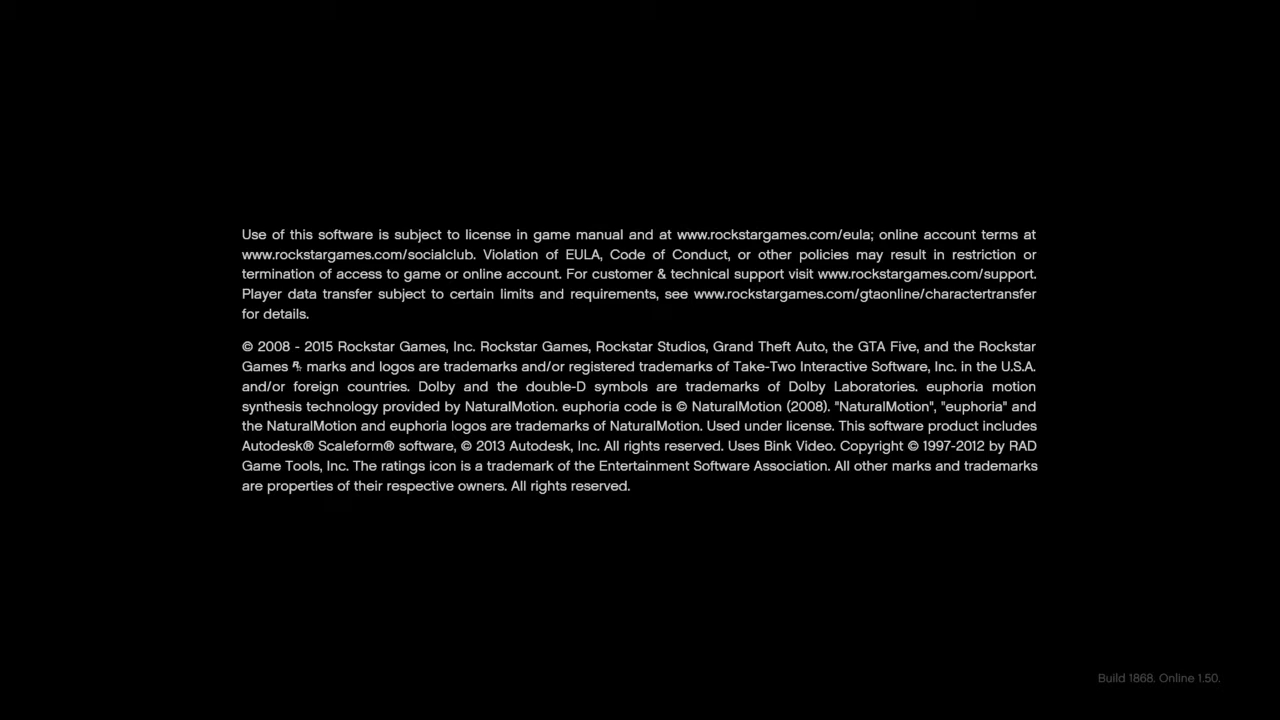 Use of this software is subject to license in game manual and at www.rockstargames.com/eula; online account terms at
www.rockstargames.com/socialclub. Violation of EULA, Code of Conduct, or other policies may result in restriction or
termination of access to game or online account. For customer & technical support visit www.rockstargames.com/support.
Player data transfer subject to certain limits and requirements, see www.rockstargames.com/gtaonline/charactertransfer
for details.
© 2008 - 2015 Rockstar Games, Inc. Rockstar Games, Rockstar Studios, Grand Theft Auto, the GTA Five, and the Rockstar
Games R* marks and logos are trademarks and/or registered trademarks of Take-Two Interactive Software, Inc. in the U.S.A.
and/or foreign countries. Dolby and the double-D symbols are trademarks of Dolby Laboratories. euphoria motion
synthesis technology provided by NaturalMotion. euphoria code is © NaturalMotion (2008). "NaturalMotion", "euphoria" and
the NaturalMotion and euphoria logos are trademarks of NaturalMotion. Used under license. This software product includes
Autodesk® Scaleform® software, © 2013 Autodesk, Inc. All rights reserved. Uses Bink Video. Copyright © 1997-2012 by RAD
Game Tools, Inc. The ratings icon is a trademark of the Entertainment Software Association. All other marks and trademarks
are properties of their respective owners. All rights reserved.
Build 1868. Online 1.50.